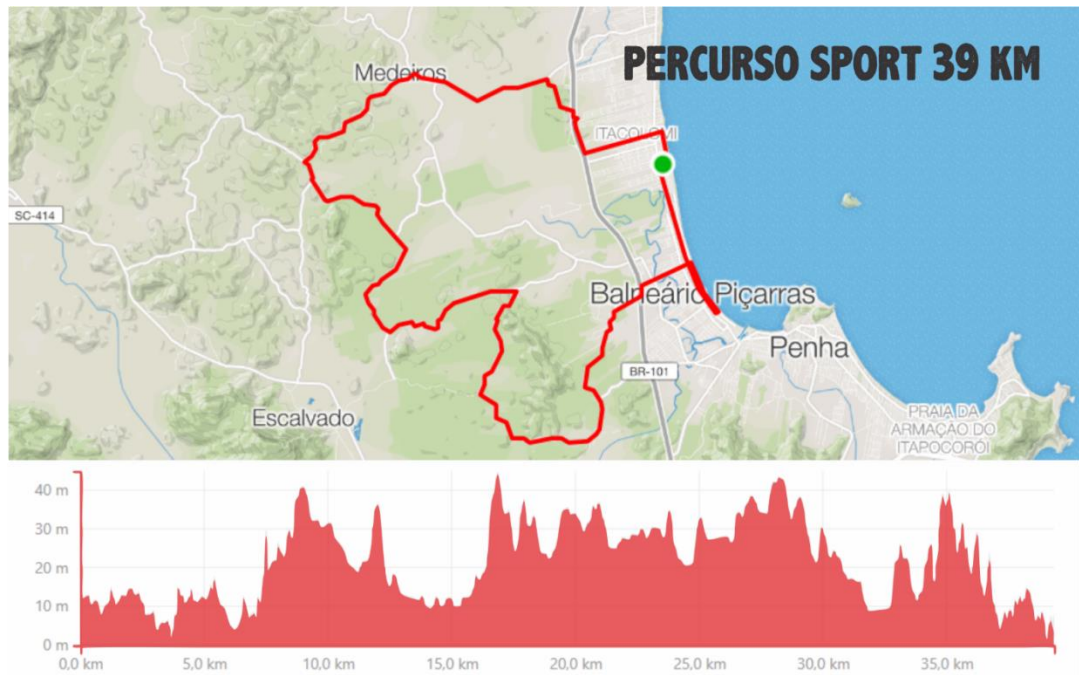 PERCURSO SPORT 39 KM
Medeiros
ITACOLOMI
SC-414
Balneário Piçarras
Penha
BR-101
Escalvado
PRAIA DA
ARMAÇÃO DO
ITAPOCORÓI
40 m
30 m
20 m
10 m
0 m
0,0 km 5,0 km 10,0 km 15,0 km 20,0 km 25,0 km 30,0 km 35,0 km